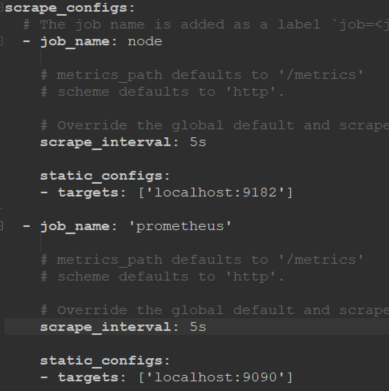 scrape_configs:
# The job name is added as a label `job=<j
- job_name: node
# metrics_path defaults to '/metrics'
# scheme defaults to 'http'.
# Override the global default and scrape
scrape_interval: 5s
static_configs:
- targets: ['localhost:9182']
- job_name: 'prometheus'
# metrics_path defaults to '/metrics'
# scheme defaults to 'http'.
# Override the global default and scrape
scrape_interval: 5s
static_configs:
- targets: ['localhost:9090']